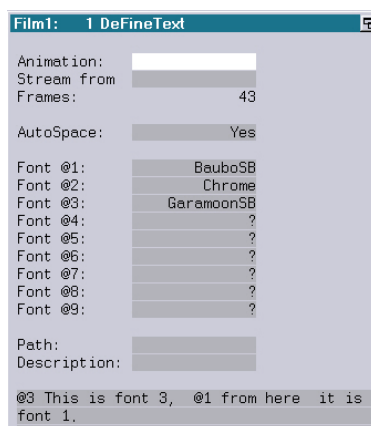 Film1: 1 DeFineText
Animation:
Stream from
Frames: 43
AutoSpace: Yes
Font @1: BauboSB
Font @2: Chrome
Font @3: GaramoonSB
Font @4: ?
Font @5: ?
Font @6: ?
Font @7: ?
Font @8: ?
Font @9: ?
Path:
Description:
@3 This is font 3, @1 from here it is
font 1.